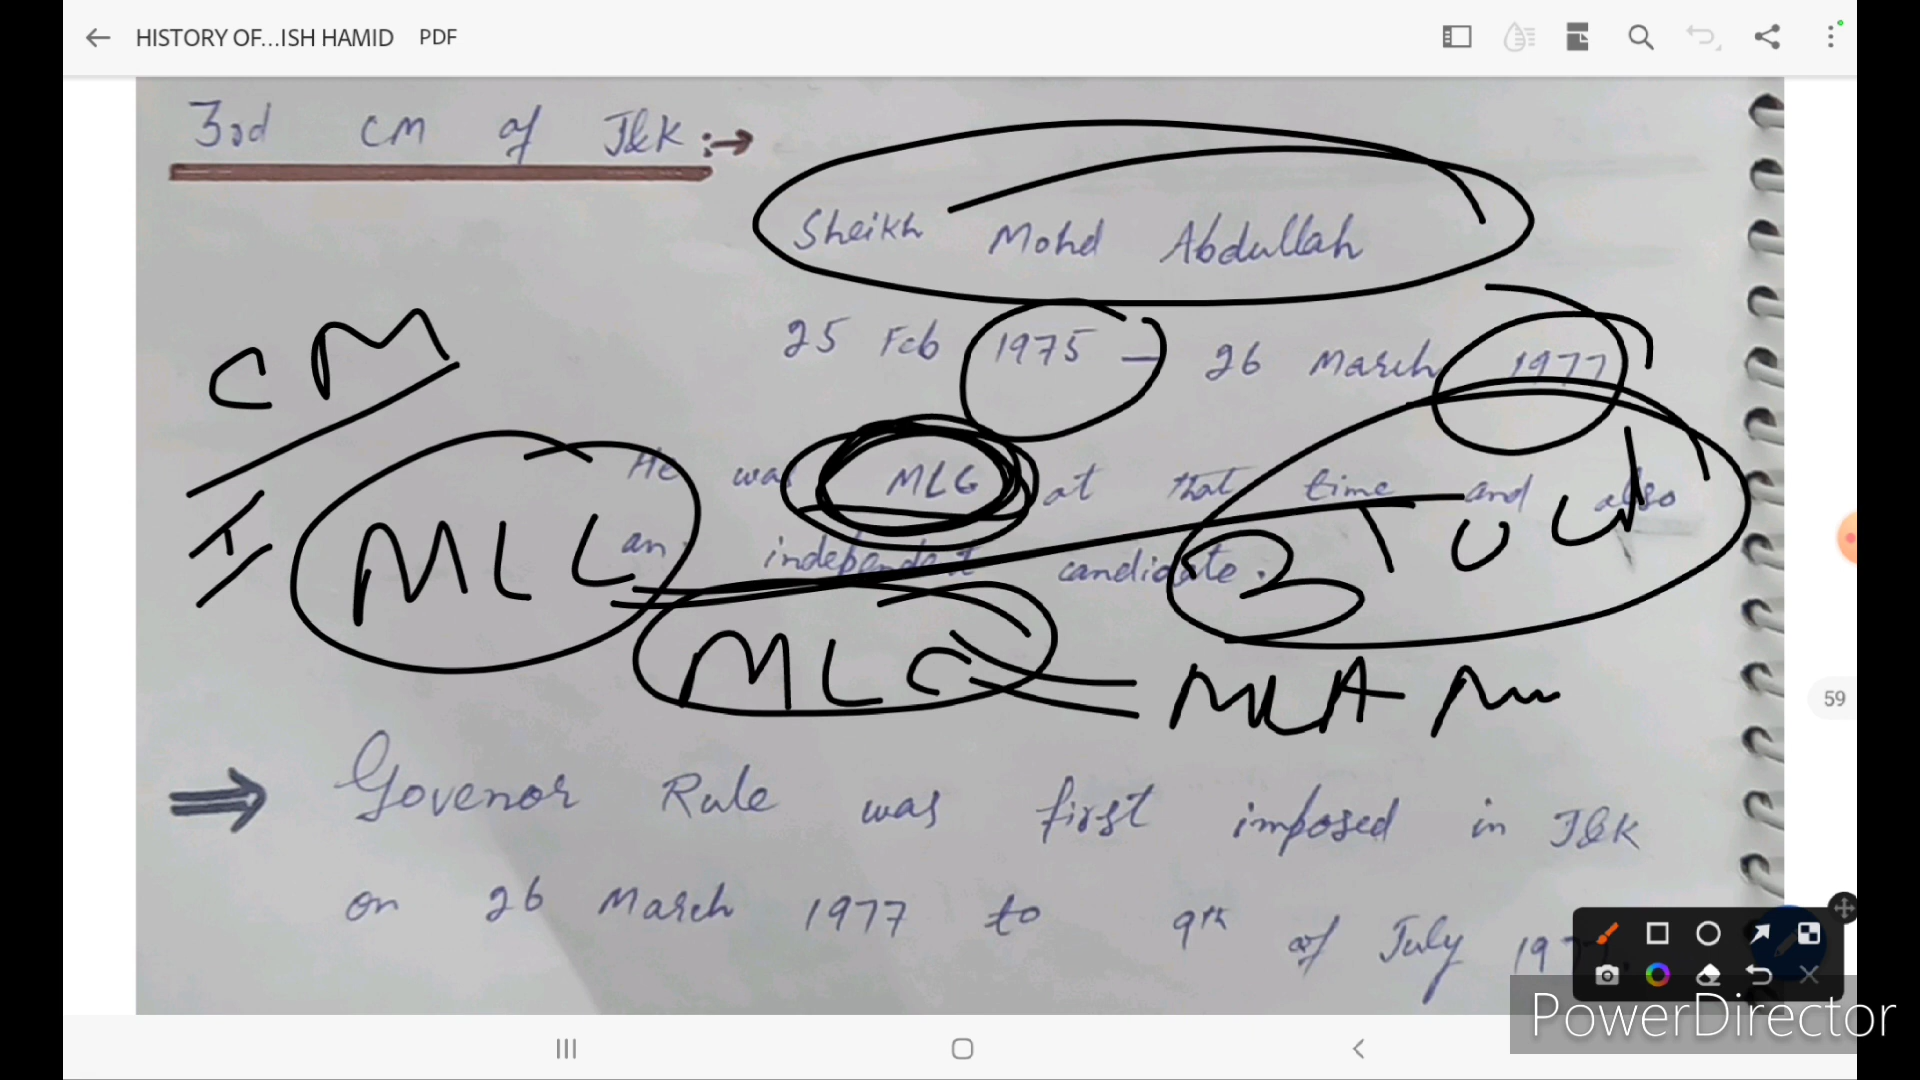 HISTORY OF...ISH HAMID PDF
3rd CM of J&K :→
Sheikh Mohd Abdullah
25 Feb 1975 – 26 March 1977
CM
He was MLC at that time and also
an independent candidate.
MLC
MLC
MLA
59
⇒ Govenor Rule was first imposed in J&K
on 26 March 1977 to 9th of July 197
PowerDirector